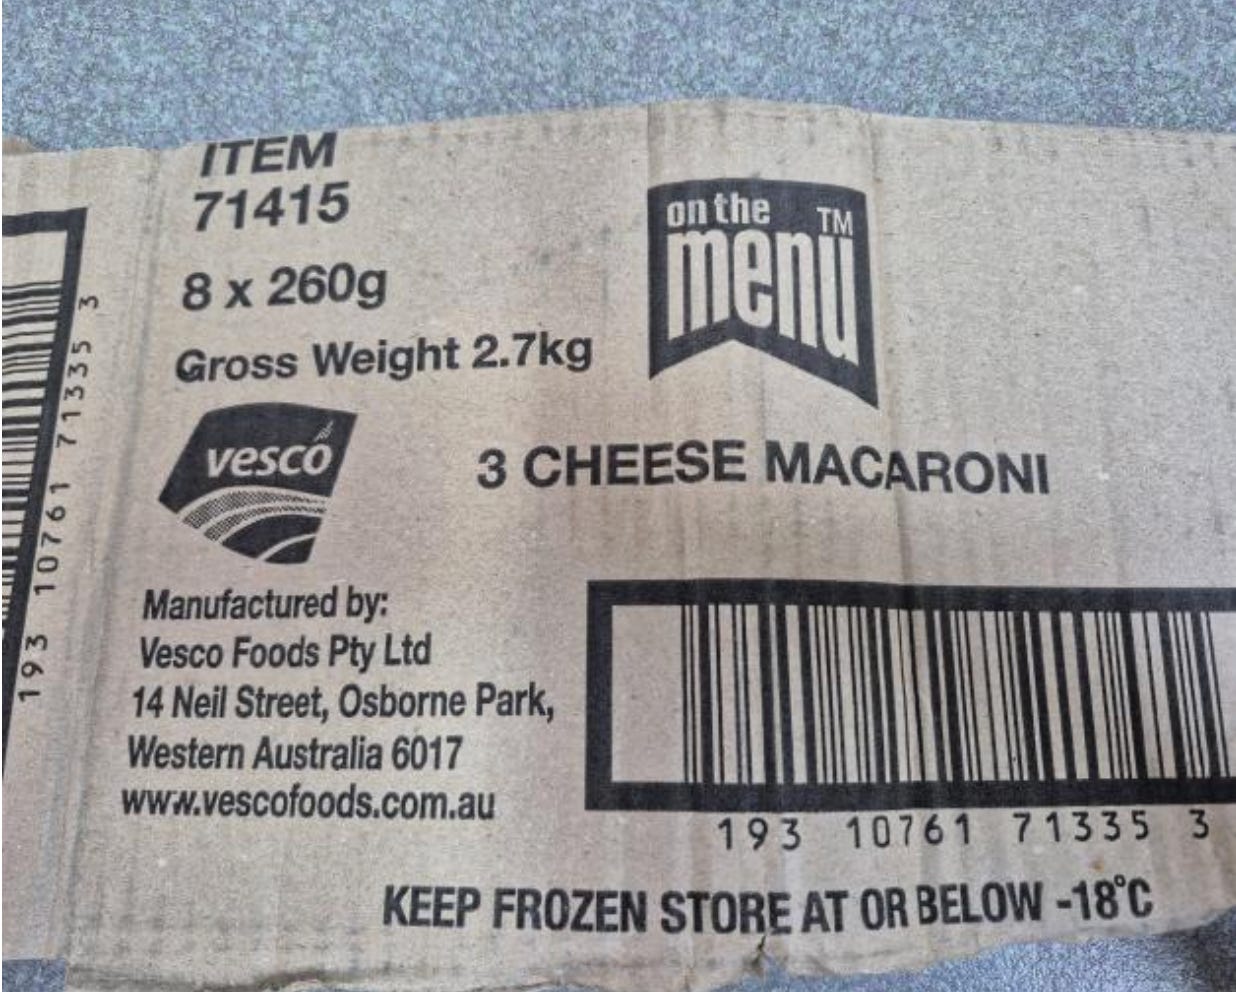 ITEM
71415
8 x 260g
Gross Weight 2.7kg
on the
menu TM
vesco
3 CHEESE MACARONI
Manufactured by:
Vesco Foods Pty Ltd
14 Neil Street, Osborne Park,
Western Australia 6017
www.vescofoods.com.au
193 10761 71335 3
193 10761 71335 3
KEEP FROZEN STORE AT OR BELOW -18°C